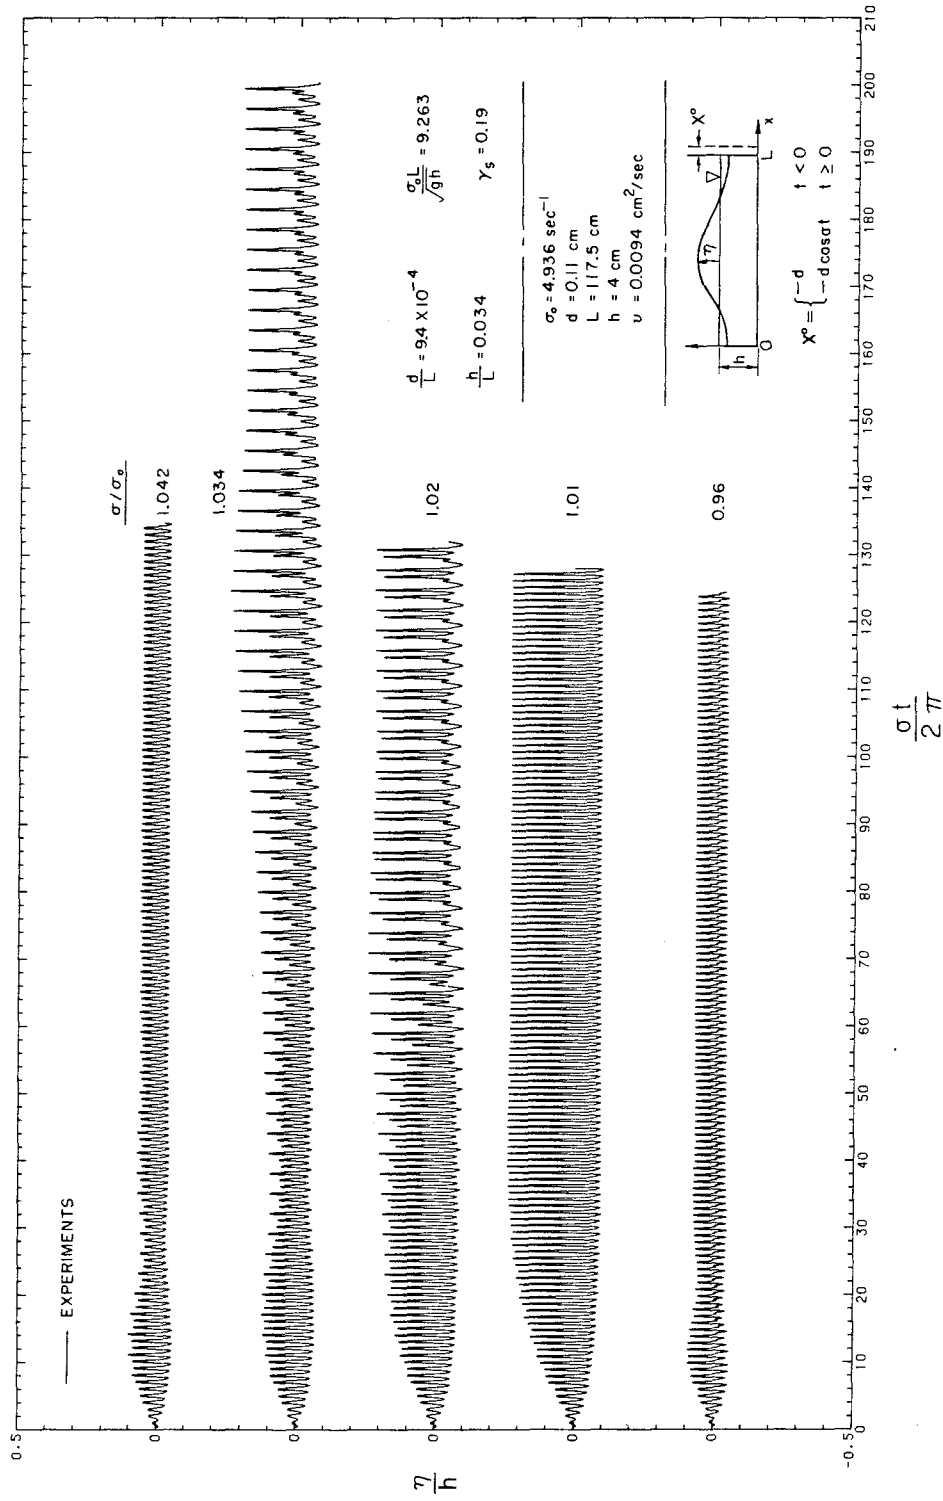 0.5
0
0
0
0
0
-0.5
η/h
—— EXPERIMENTS
σ/σ₀
1.042
1.034
1.02
1.01
0.96
d/L = 9.4 × 10⁻⁴
σ₀L/√gh = 9.263
h/L = 0.034
γₛ = 0.19
σ₀ = 4.936 sec⁻¹
d = 0.11 cm
L = 117.5 cm
h = 4 cm
υ = 0.0094 cm²/sec
h
η
X°
O
L
x
X° = { -d t < 0
-d cosσt t ≥ 0
0 10 20 30 40 50 60 70 80 90 100 110 120 130 140 150 160 170 180 190 200 210
σt/2π